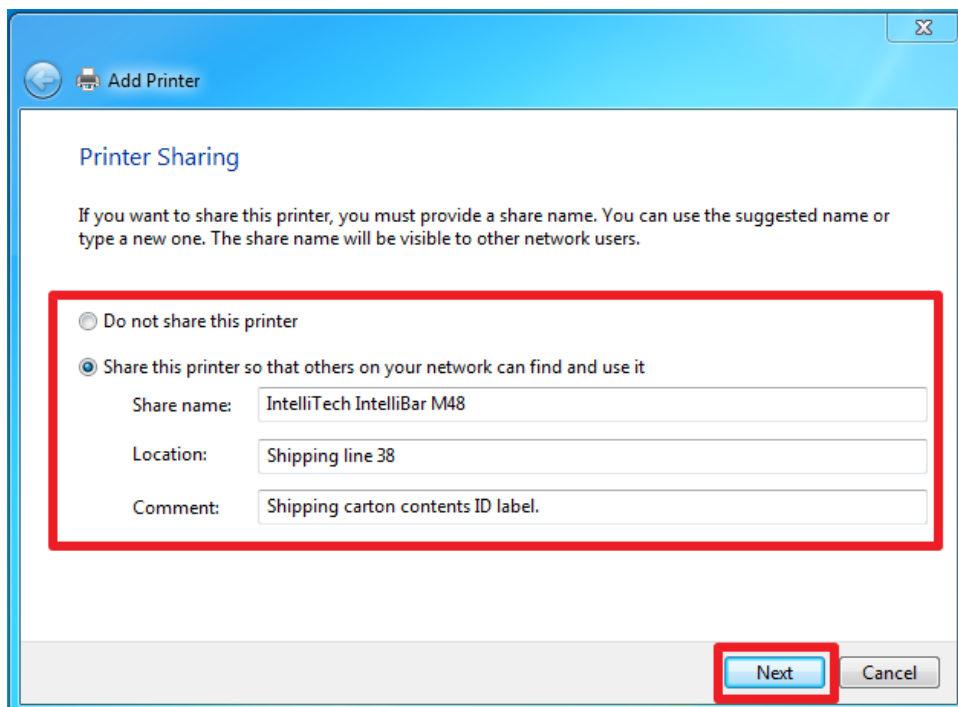 Add Printer
Printer Sharing
If you want to share this printer, you must provide a share name. You can use the suggested name or
type a new one. The share name will be visible to other network users.
Do not share this printer
Share this printer so that others on your network can find and use it
Share name: IntelliTech IntelliBar M48
Location: Shipping line 38
Comment: Shipping carton contents ID label.
Next Cancel